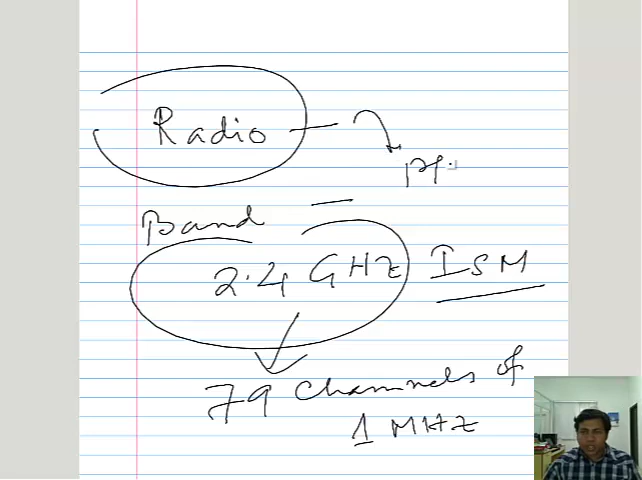 Radio
Band
2.4 GHz ISM
79 Channels of
1 MHz